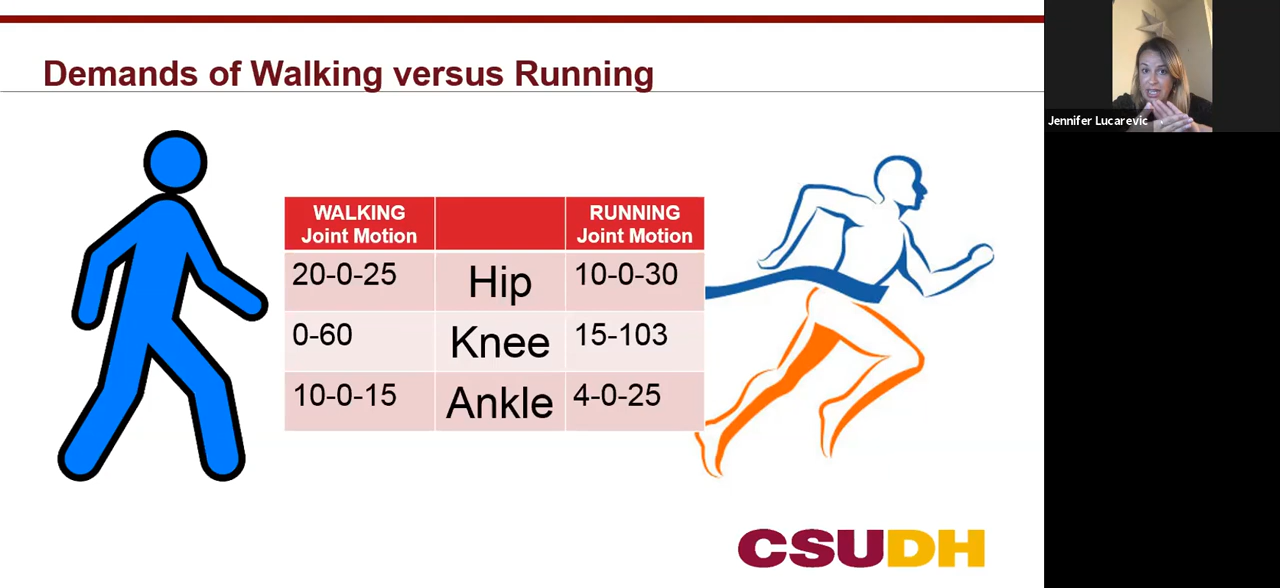 Demands of Walking versus Running
Jennifer Lucarevic
WALKING
Joint Motion
RUNNING
Joint Motion
20-0-25 Hip 10-0-30
0-60 Knee 15-103
10-0-15 Ankle 4-0-25
CSUDH